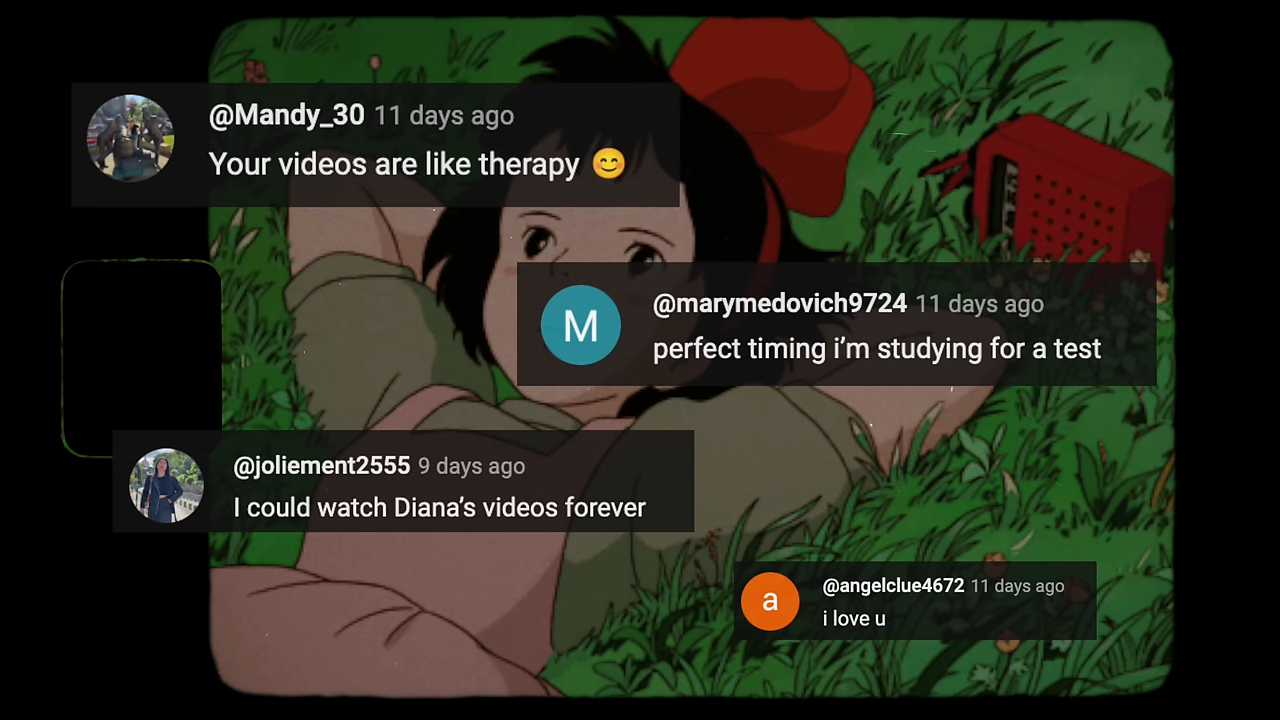 @Mandy_30 11 days ago
Your videos are like therapy 😊
M
@marymedovich9724 11 days ago
perfect timing i’m studying for a test
@joliement2555 9 days ago
I could watch Diana’s videos forever
a
@angelclue4672 11 days ago
i love u